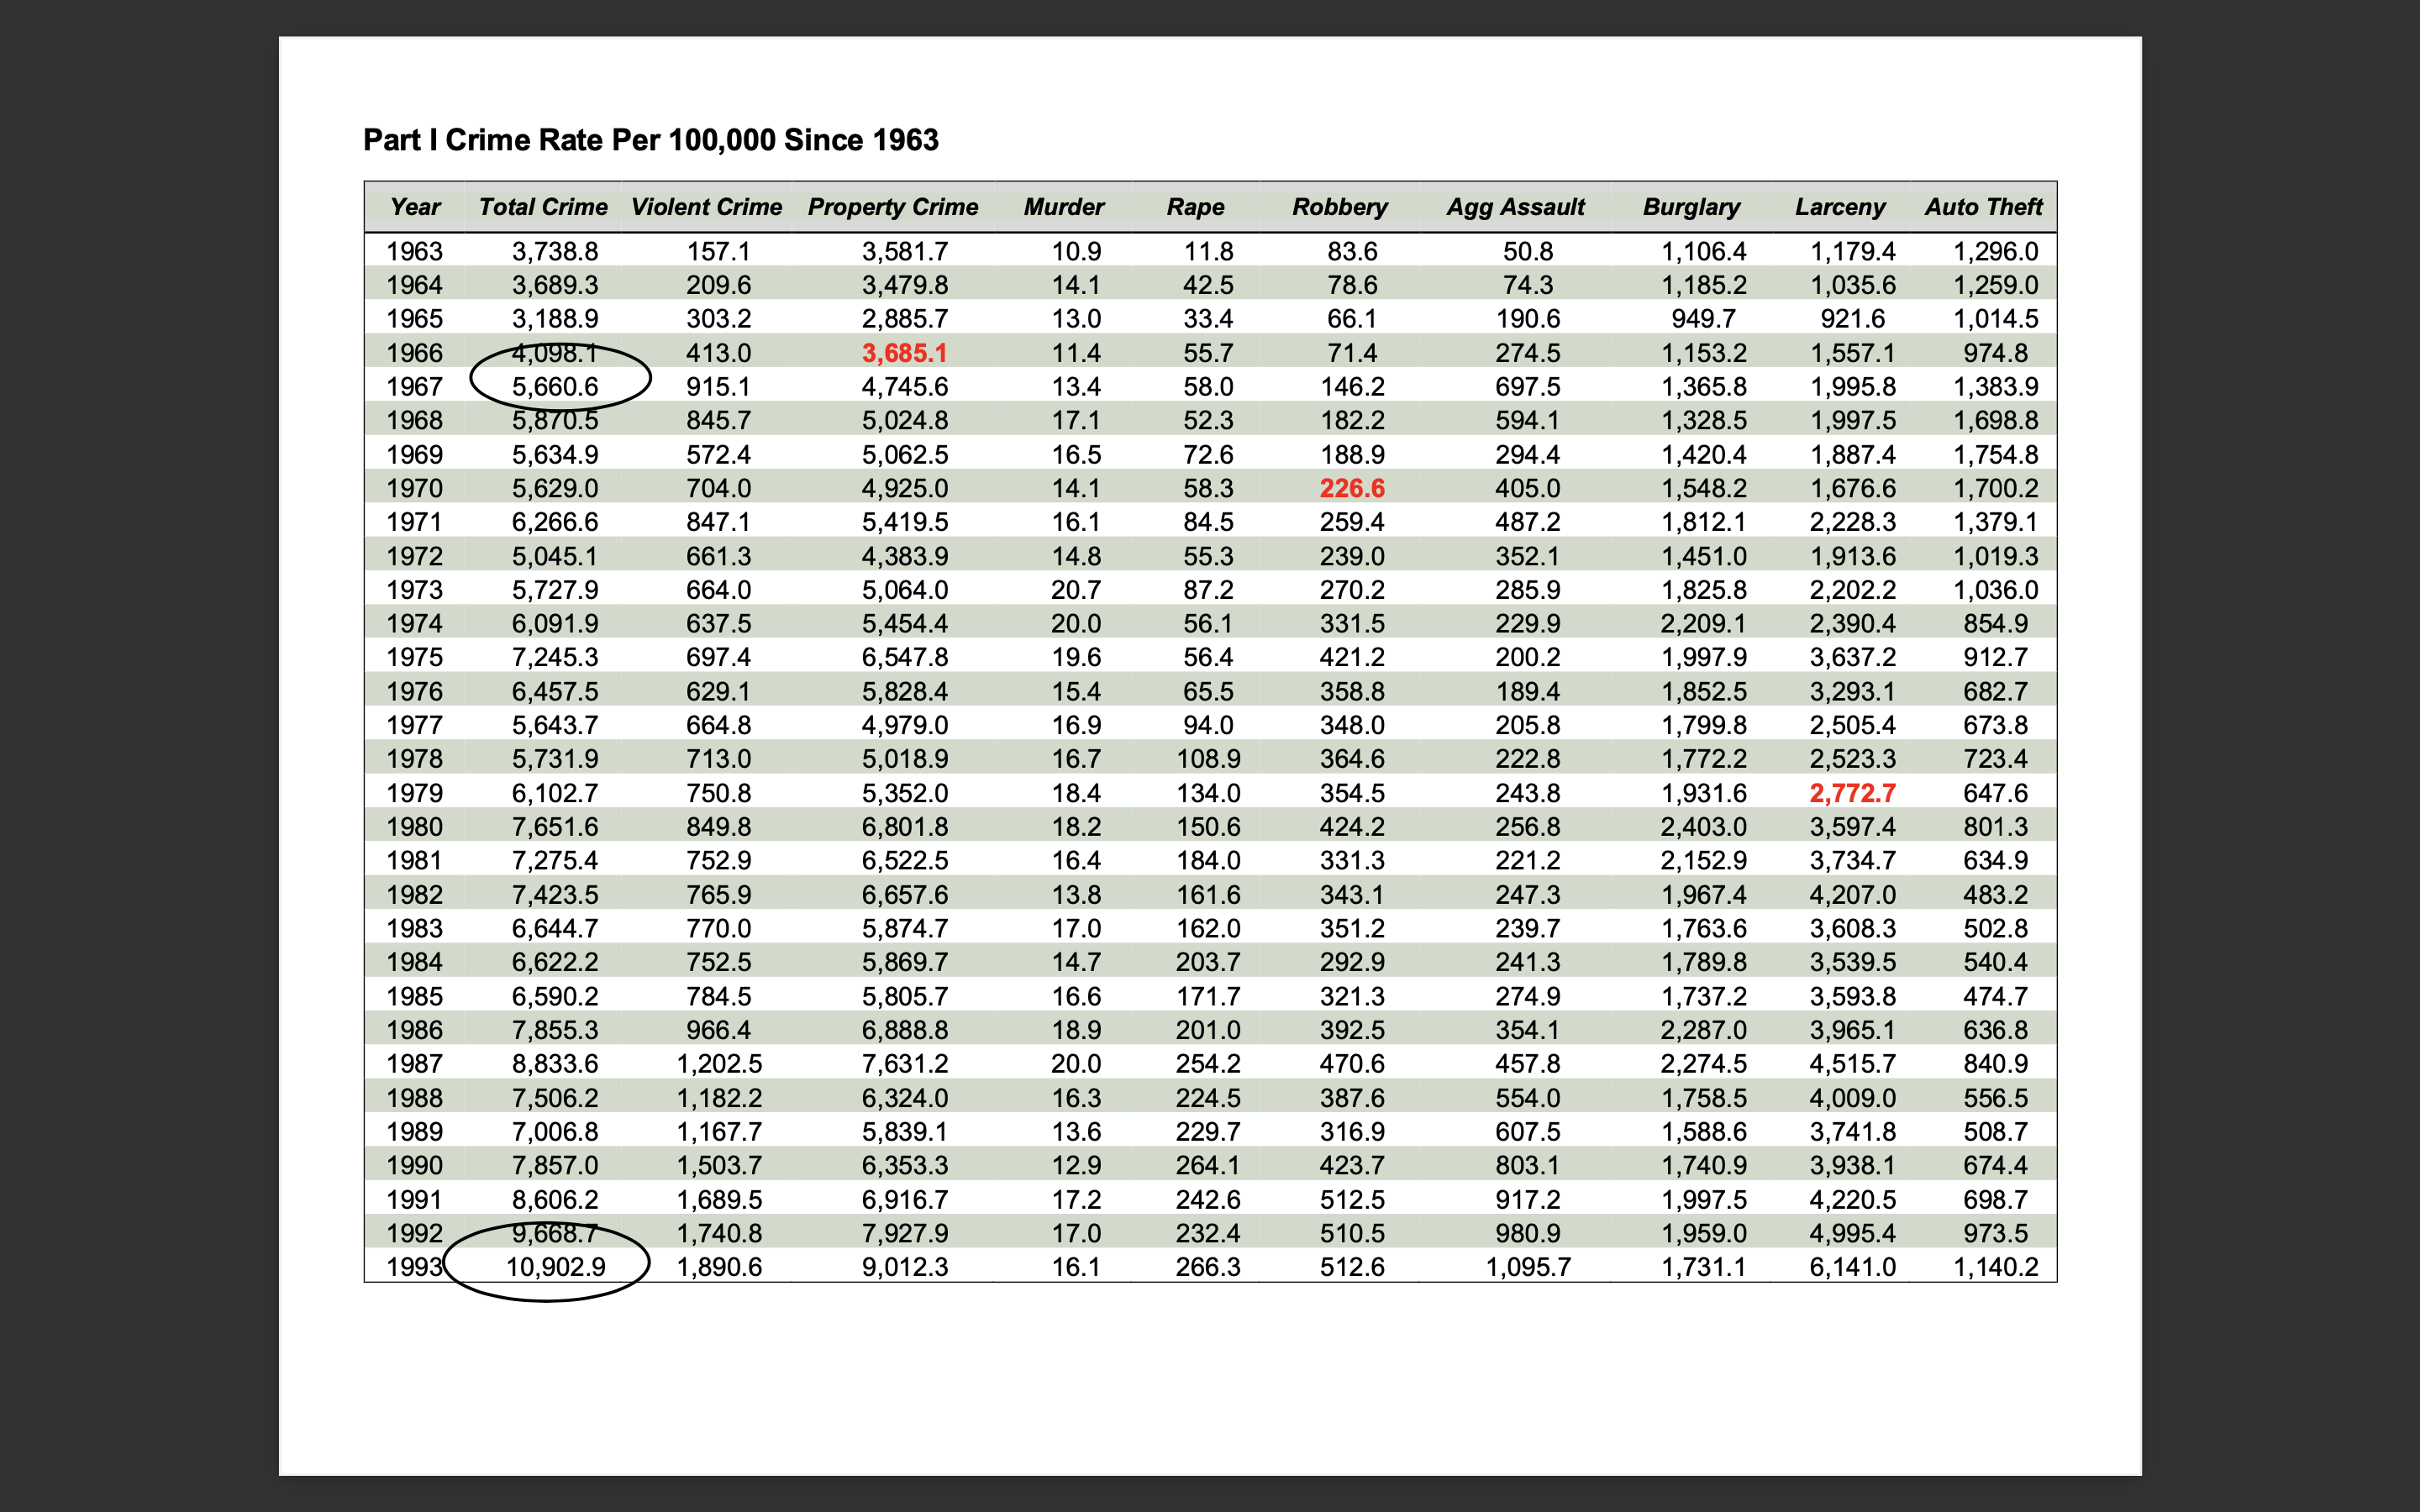 Part I Crime Rate Per 100,000 Since 1963
Year Total Crime Violent Crime Property Crime Murder Rape Robbery Agg Assault Burglary Larceny Auto Theft
1963 3,738.8 157.1 3,581.7 10.9 11.8 83.6 50.8 1,106.4 1,179.4 1,296.0
1964 3,689.3 209.6 3,479.8 14.1 42.5 78.6 74.3 1,185.2 1,035.6 1,259.0
1965 3,188.9 303.2 2,885.7 13.0 33.4 66.1 190.6 949.7 921.6 1,014.5
1966 4,098.1 413.0 3,685.1 11.4 55.7 71.4 274.5 1,153.2 1,557.1 974.8
1967 5,660.6 915.1 4,745.6 13.4 58.0 146.2 697.5 1,365.8 1,995.8 1,383.9
1968 5,870.5 845.7 5,024.8 17.1 52.3 182.2 594.1 1,328.5 1,997.5 1,698.8
1969 5,634.9 572.4 5,062.5 16.5 72.6 188.9 294.4 1,420.4 1,887.4 1,754.8
1970 5,629.0 704.0 4,925.0 14.1 58.3 226.6 405.0 1,548.2 1,676.6 1,700.2
1971 6,266.6 847.1 5,419.5 16.1 84.5 259.4 487.2 1,812.1 2,228.3 1,379.1
1972 5,045.1 661.3 4,383.9 14.8 55.3 239.0 352.1 1,451.0 1,913.6 1,019.3
1973 5,727.9 664.0 5,064.0 20.7 87.2 270.2 285.9 1,825.8 2,202.2 1,036.0
1974 6,091.9 637.5 5,454.4 20.0 56.1 331.5 229.9 2,209.1 2,390.4 854.9
1975 7,245.3 697.4 6,547.8 19.6 56.4 421.2 200.2 1,997.9 3,637.2 912.7
1976 6,457.5 629.1 5,828.4 15.4 65.5 358.8 189.4 1,852.5 3,293.1 682.7
1977 5,643.7 664.8 4,979.0 16.9 94.0 348.0 205.8 1,799.8 2,505.4 673.8
1978 5,731.9 713.0 5,018.9 16.7 108.9 364.6 222.8 1,772.2 2,523.3 723.4
1979 6,102.7 750.8 5,352.0 18.4 134.0 354.5 243.8 1,931.6 2,772.7 647.6
1980 7,651.6 849.8 6,801.8 18.2 150.6 424.2 256.8 2,403.0 3,597.4 801.3
1981 7,275.4 752.9 6,522.5 16.4 184.0 331.3 221.2 2,152.9 3,734.7 634.9
1982 7,423.5 765.9 6,657.6 13.8 161.6 343.1 247.3 1,967.4 4,207.0 483.2
1983 6,644.7 770.0 5,874.7 17.0 162.0 351.2 239.7 1,763.6 3,608.3 502.8
1984 6,622.2 752.5 5,869.7 14.7 203.7 292.9 241.3 1,789.8 3,539.5 540.4
1985 6,590.2 784.5 5,805.7 16.6 171.7 321.3 274.9 1,737.2 3,593.8 474.7
1986 7,855.3 966.4 6,888.8 18.9 201.0 392.5 354.1 2,287.0 3,965.1 636.8
1987 8,833.6 1,202.5 7,631.2 20.0 254.2 470.6 457.8 2,274.5 4,515.7 840.9
1988 7,506.2 1,182.2 6,324.0 16.3 224.5 387.6 554.0 1,758.5 4,009.0 556.5
1989 7,006.8 1,167.7 5,839.1 13.6 229.7 316.9 607.5 1,588.6 3,741.8 508.7
1990 7,857.0 1,503.7 6,353.3 12.9 264.1 423.7 803.1 1,740.9 3,938.1 674.4
1991 8,606.2 1,689.5 6,916.7 17.2 242.6 512.5 917.2 1,997.5 4,220.5 698.7
1992 9,668.7 1,740.8 7,927.9 17.0 232.4 510.5 980.9 1,959.0 4,995.4 973.5
1993 10,902.9 1,890.6 9,012.3 16.1 266.3 512.6 1,095.7 1,731.1 6,141.0 1,140.2